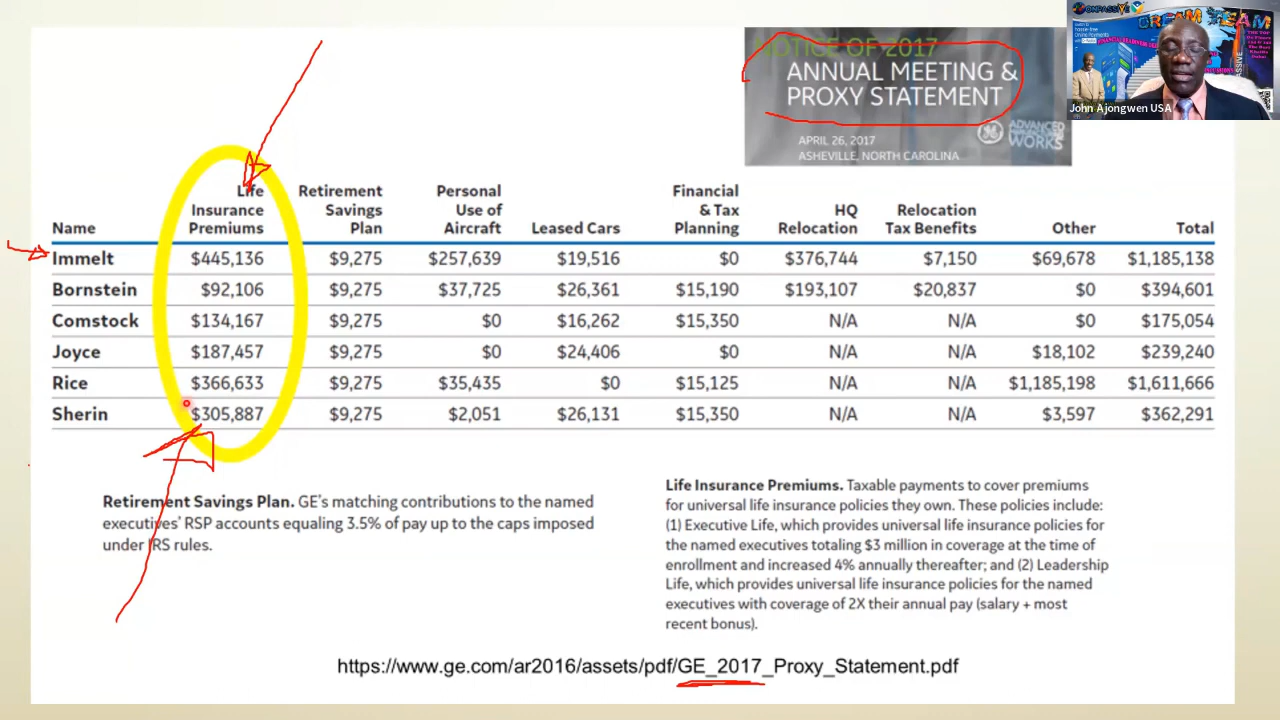 NOTICE OF 2017
ANNUAL MEETING &
PROXY STATEMENT
APRIL 26, 2017
ASHEVILLE, NORTH CAROLINA
GE
ADVANCED
WORKS
DREAM TEAM
John Ajongwen USA
Name Life Insurance Premiums Retirement Savings Plan Personal Use of Aircraft Leased Cars Financial & Tax Planning HQ Relocation Relocation Tax Benefits Other Total
Immelt $445,136 $9,275 $257,639 $19,516 $0 $376,744 $7,150 $69,678 $1,185,138
Bornstein $92,106 $9,275 $37,725 $26,361 $15,190 $193,107 $20,837 $0 $394,601
Comstock $134,167 $9,275 $0 $16,262 $15,350 N/A N/A $0 $175,054
Joyce $187,457 $9,275 $0 $24,406 $0 N/A N/A $18,102 $239,240
Rice $366,633 $9,275 $35,435 $0 $15,125 N/A N/A $1,185,198 $1,611,666
Sherin $305,887 $9,275 $2,051 $26,131 $15,350 N/A N/A $3,597 $362,291
Retirement Savings Plan. GE's matching contributions to the named
executives' RSP accounts equaling 3.5% of pay up to the caps imposed
under IRS rules.
Life Insurance Premiums. Taxable payments to cover premiums
for universal life insurance policies they own. These policies include:
(1) Executive Life, which provides universal life insurance policies for
the named executives totaling $3 million in coverage at the time of
enrollment and increased 4% annually thereafter; and (2) Leadership
Life, which provides universal life insurance policies for the named
executives with coverage of 2X their annual pay (salary + most
recent bonus).
https://www.ge.com/ar2016/assets/pdf/GE_2017_Proxy_Statement.pdf